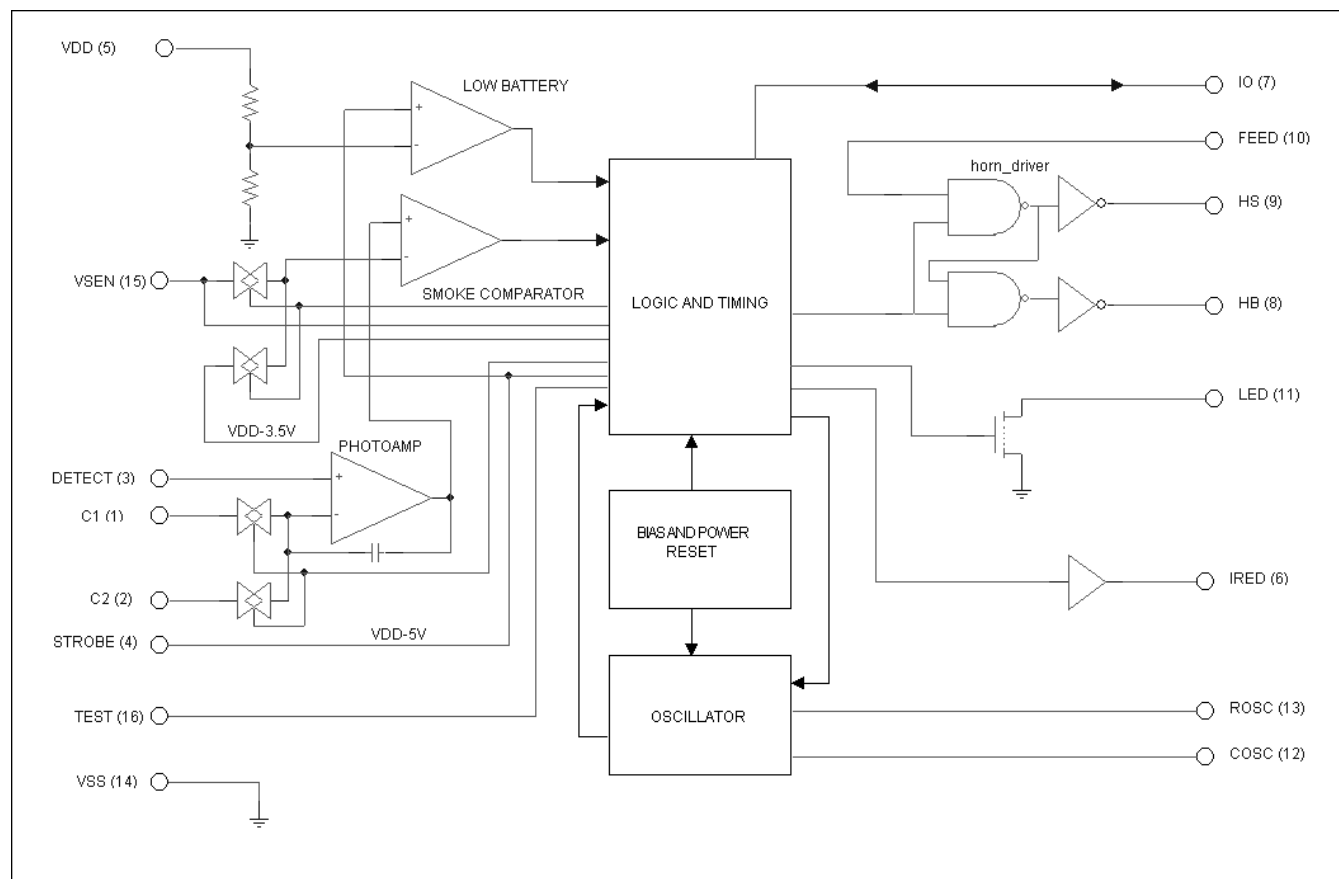 VDD (5)
LOW BATTERY
+
-
IO (7)
FEED (10)
horn_driver
HS (9)
+
-
VSEN (15)
SMOKE COMPARATOR
LOGIC AND TIMING
HB (8)
LED (11)
VDD-3.5V
PHOTOAMP
DETECT (3)
+
C1 (1)
-
BIAS AND POWER
RESET
IRED (6)
C2 (2)
STROBE (4)
VDD-5V
TEST (16)
OSCILLATOR
ROSC (13)
COSC (12)
VSS (14)